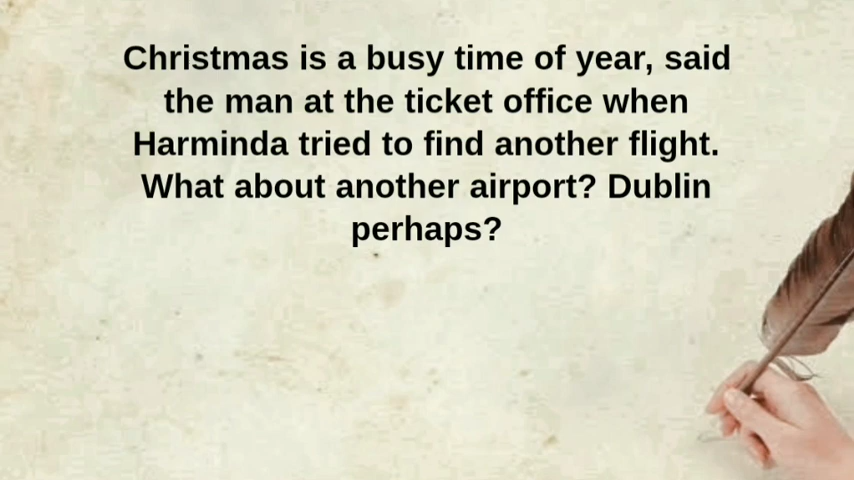 Christmas is a busy time of year, said
the man at the ticket office when
Harminda tried to find another flight.
What about another airport? Dublin
perhaps?